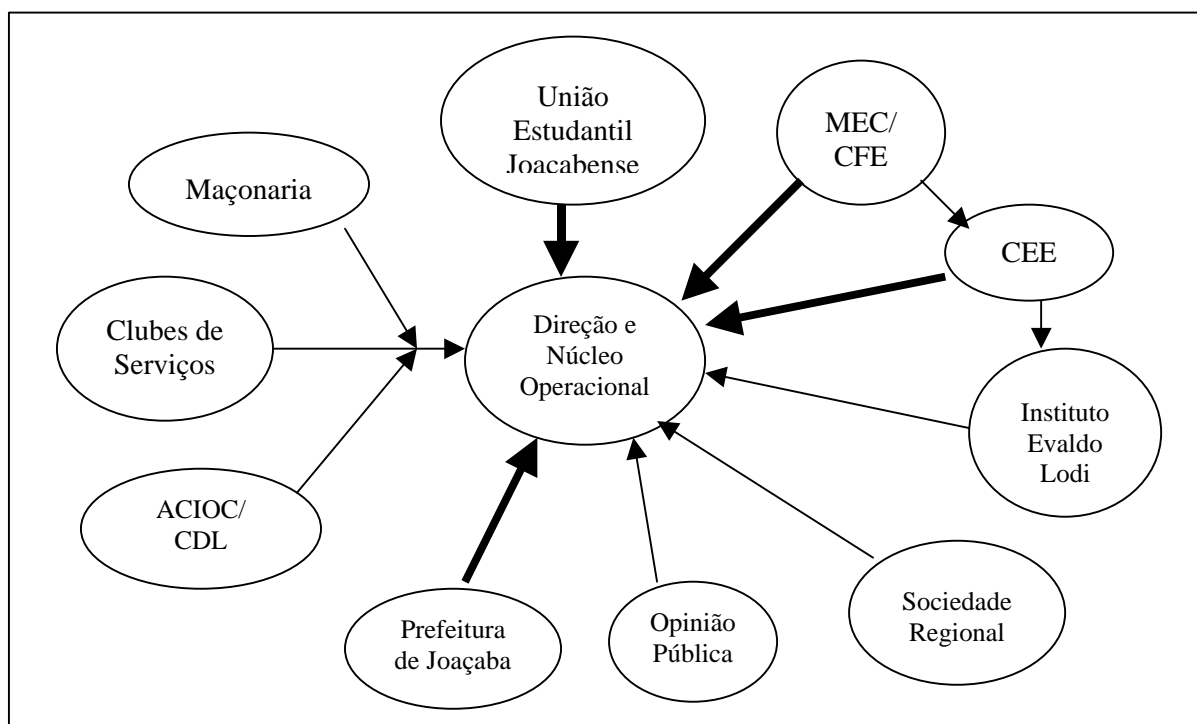 União
Estudantil
Joaçabense
MEC/
CFE
Maçonaria
CEE
Clubes de
Serviços
Direção e
Núcleo
Operacional
Instituto
Evaldo
Lodi
ACIOC/
CDL
Prefeitura
de Joaçaba
Opinião
Pública
Sociedade
Regional